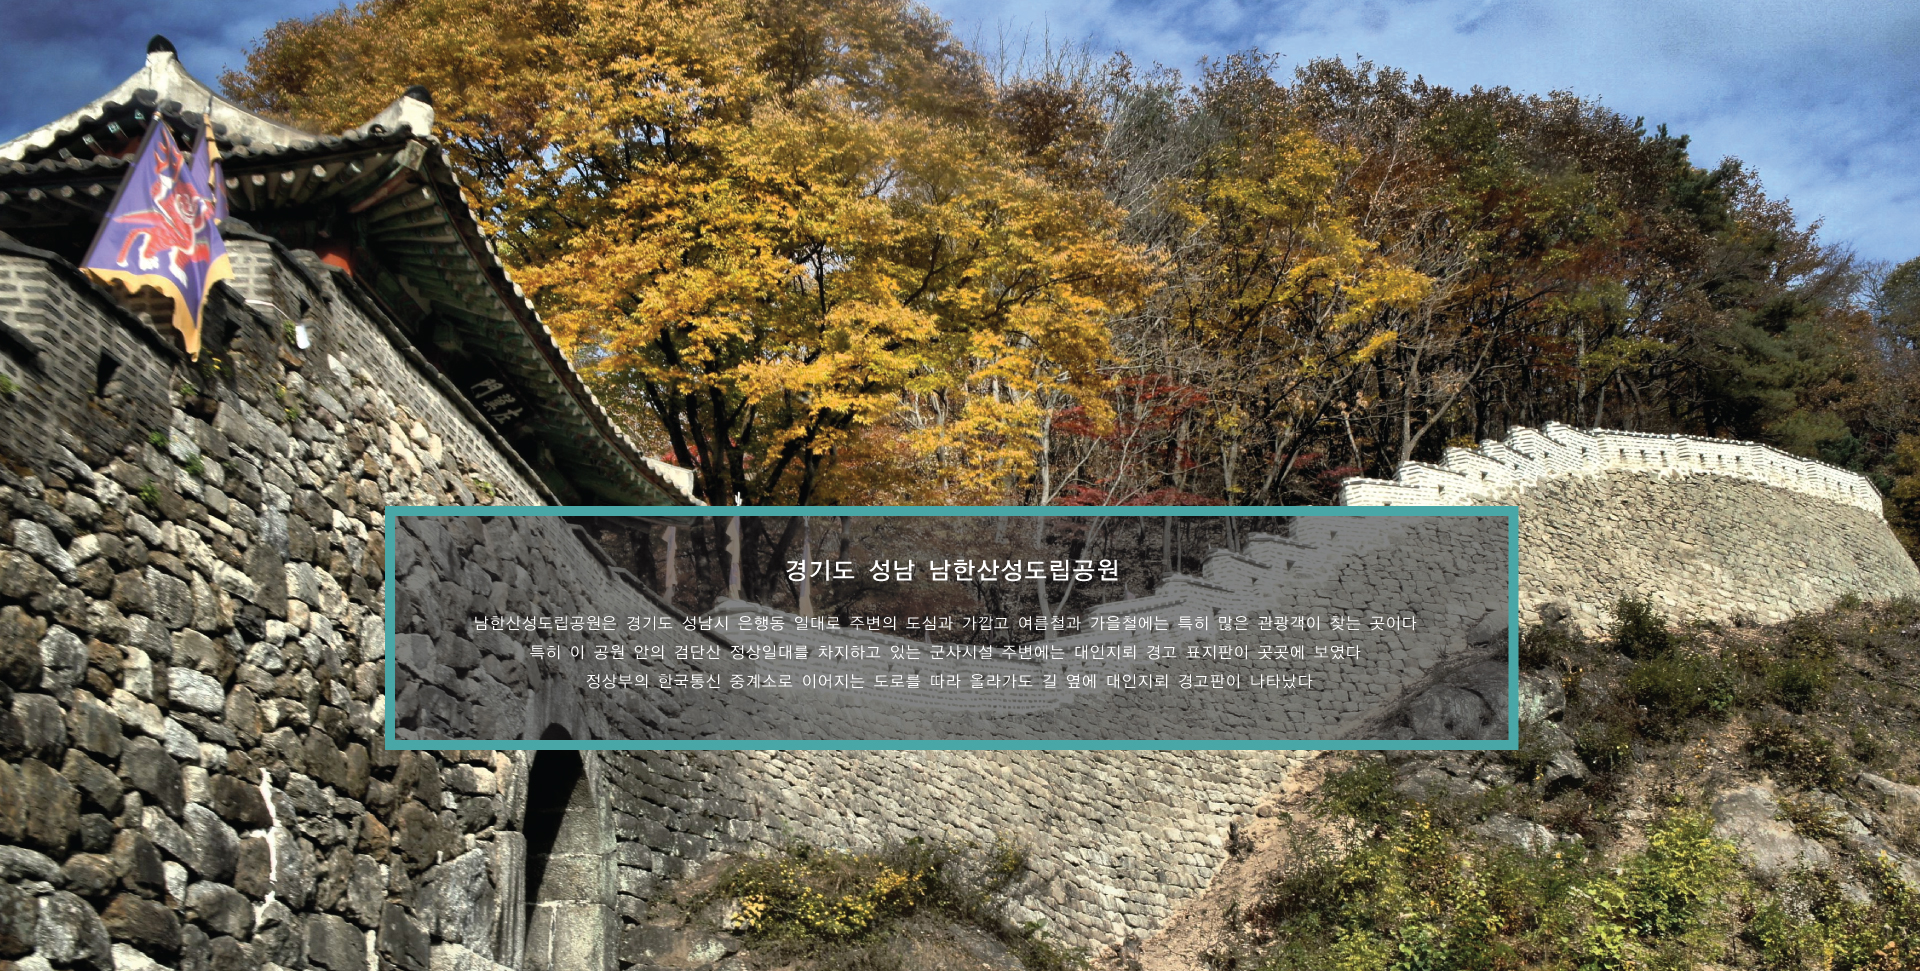 경기도 성남 남한산성도립공원
남한산성도립공원은 경기도 성남시 은행동 일대로 주변의 도심과 가깝고 여름철과 가을철에는 특히 많은 관광객이 찾는 곳이다
특히 이 공원 안의 검단산 정상일대를 차지하고 있는 군사시설 주변에는 대인지뢰 경고 표지판이 곳곳에 보였다
정상부의 한국통신 중계소로 이어지는 도로를 따라 올라가도 길 옆에 대인지뢰 경고판이 나타났다